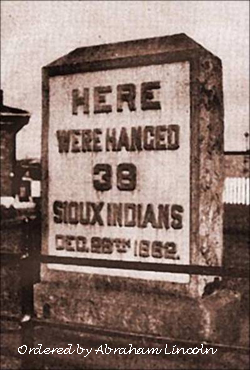 HERE
WERE HANGED
38
SIOUX INDIANS
DEC. 26TH 1862.
Ordered by Abraham Lincoln